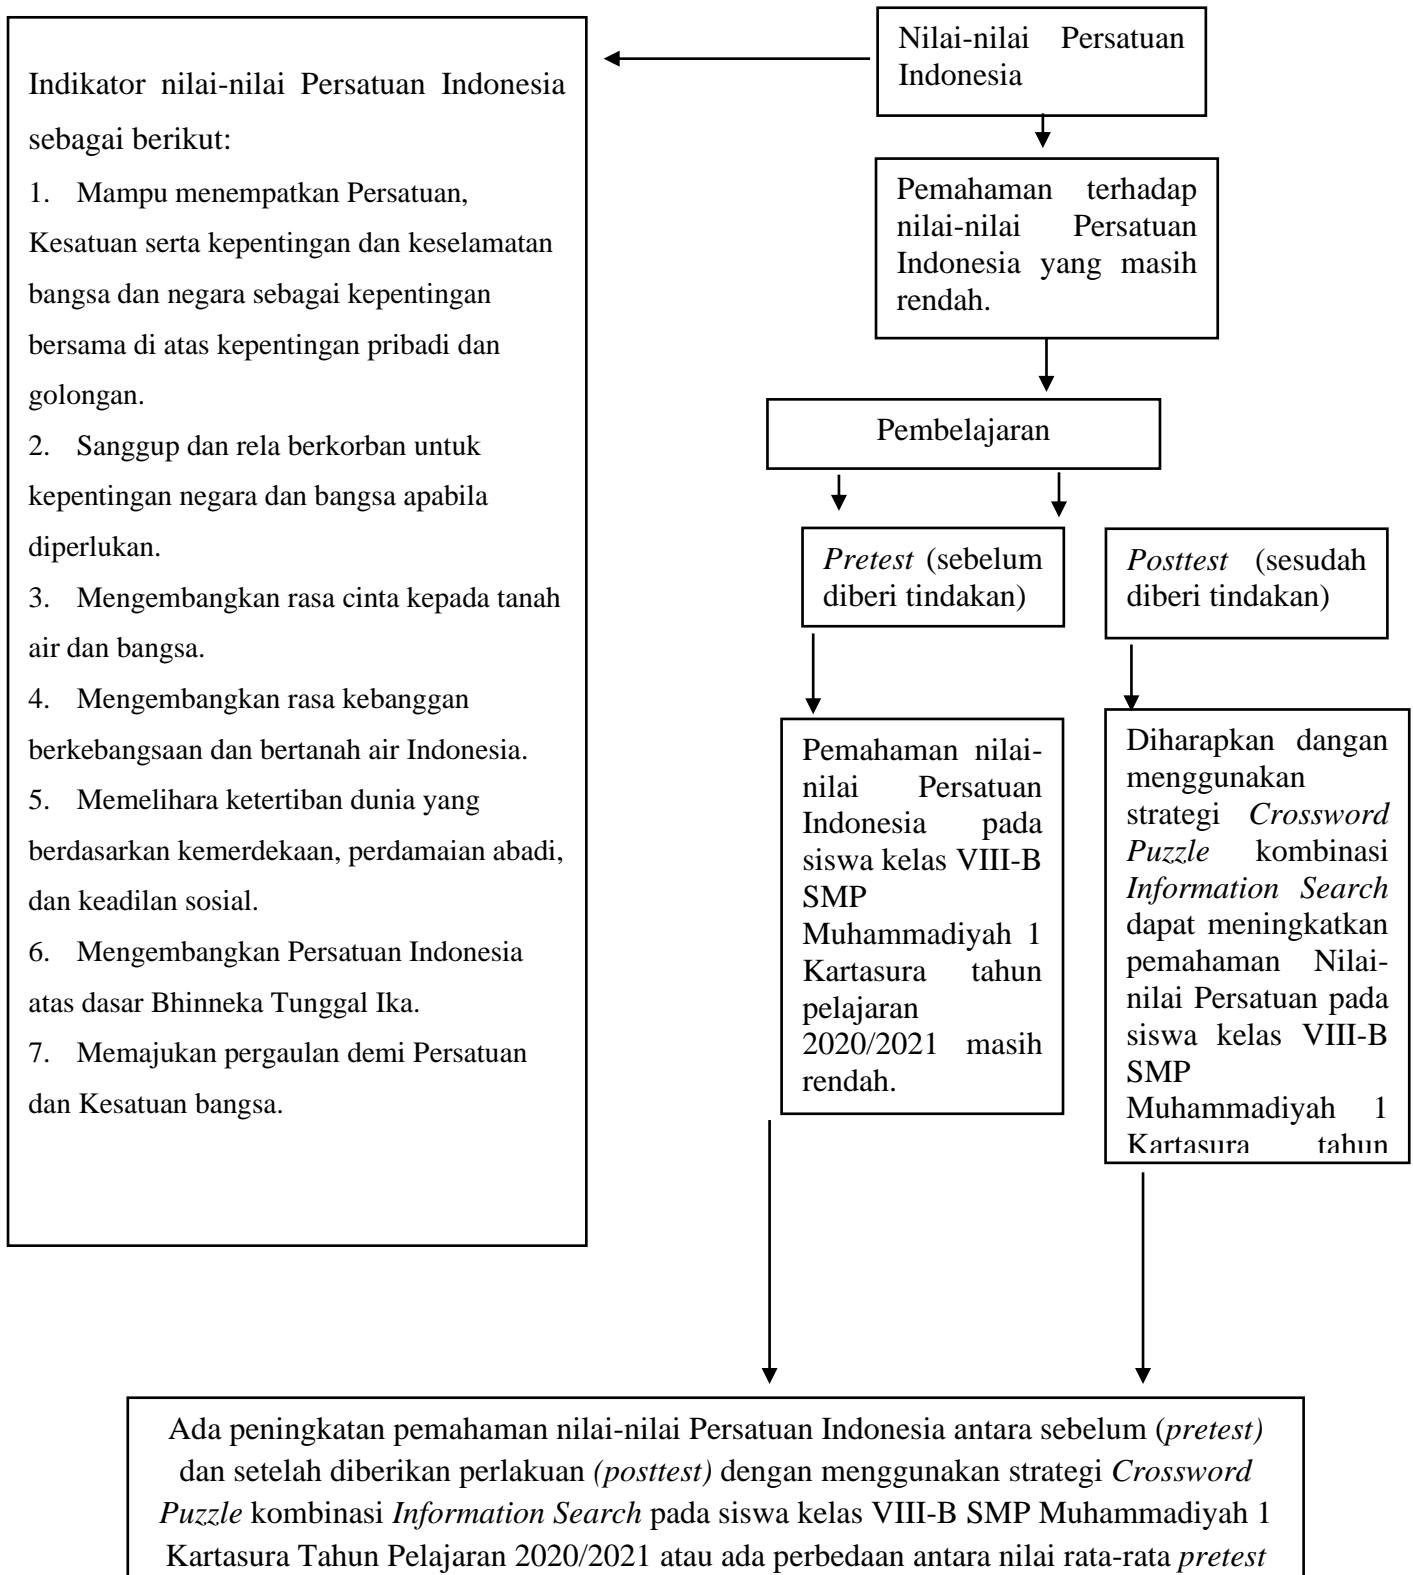 Indikator nilai-nilai Persatuan Indonesia
sebagai berikut:
1. Mampu menempatkan Persatuan,
Kesatuan serta kepentingan dan keselamatan
bangsa dan negara sebagai kepentingan
bersama di atas kepentingan pribadi dan
golongan.
2. Sanggup dan rela berkorban untuk
kepentingan negara dan bangsa apabila
diperlukan.
3. Mengembangkan rasa cinta kepada tanah
air dan bangsa.
4. Mengembangkan rasa kebanggan
berkebangsaan dan bertanah air Indonesia.
5. Memelihara ketertiban dunia yang
berdasarkan kemerdekaan, perdamaian abadi,
dan keadilan sosial.
6. Mengembangkan Persatuan Indonesia
atas dasar Bhinneka Tunggal Ika.
7. Memajukan pergaulan demi Persatuan
dan Kesatuan bangsa.
Nilai-nilai Persatuan
Indonesia
Pemahaman terhadap
nilai-nilai Persatuan
Indonesia yang masih
rendah.
Pembelajaran
Pretest (sebelum
diberi tindakan)
Posttest (sesudah
diberi tindakan)
Pemahaman nilai-
nilai Persatuan
Indonesia pada
siswa kelas VIII-B
SMP
Muhammadiyah 1
Kartasura tahun
pelajaran
2020/2021 masih
rendah.
Diharapkan dangan
menggunakan
strategi Crossword
Puzzle kombinasi
Information Search
dapat meningkatkan
pemahaman Nilai-
nilai Persatuan pada
siswa kelas VIII-B
SMP
Muhammadiyah 1
Kartasura tahun
Ada peningkatan pemahaman nilai-nilai Persatuan Indonesia antara sebelum (pretest)
dan setelah diberikan perlakuan (posttest) dengan menggunakan strategi Crossword
Puzzle kombinasi Information Search pada siswa kelas VIII-B SMP Muhammadiyah 1
Kartasura Tahun Pelajaran 2020/2021 atau ada perbedaan antara nilai rata-rata pretest